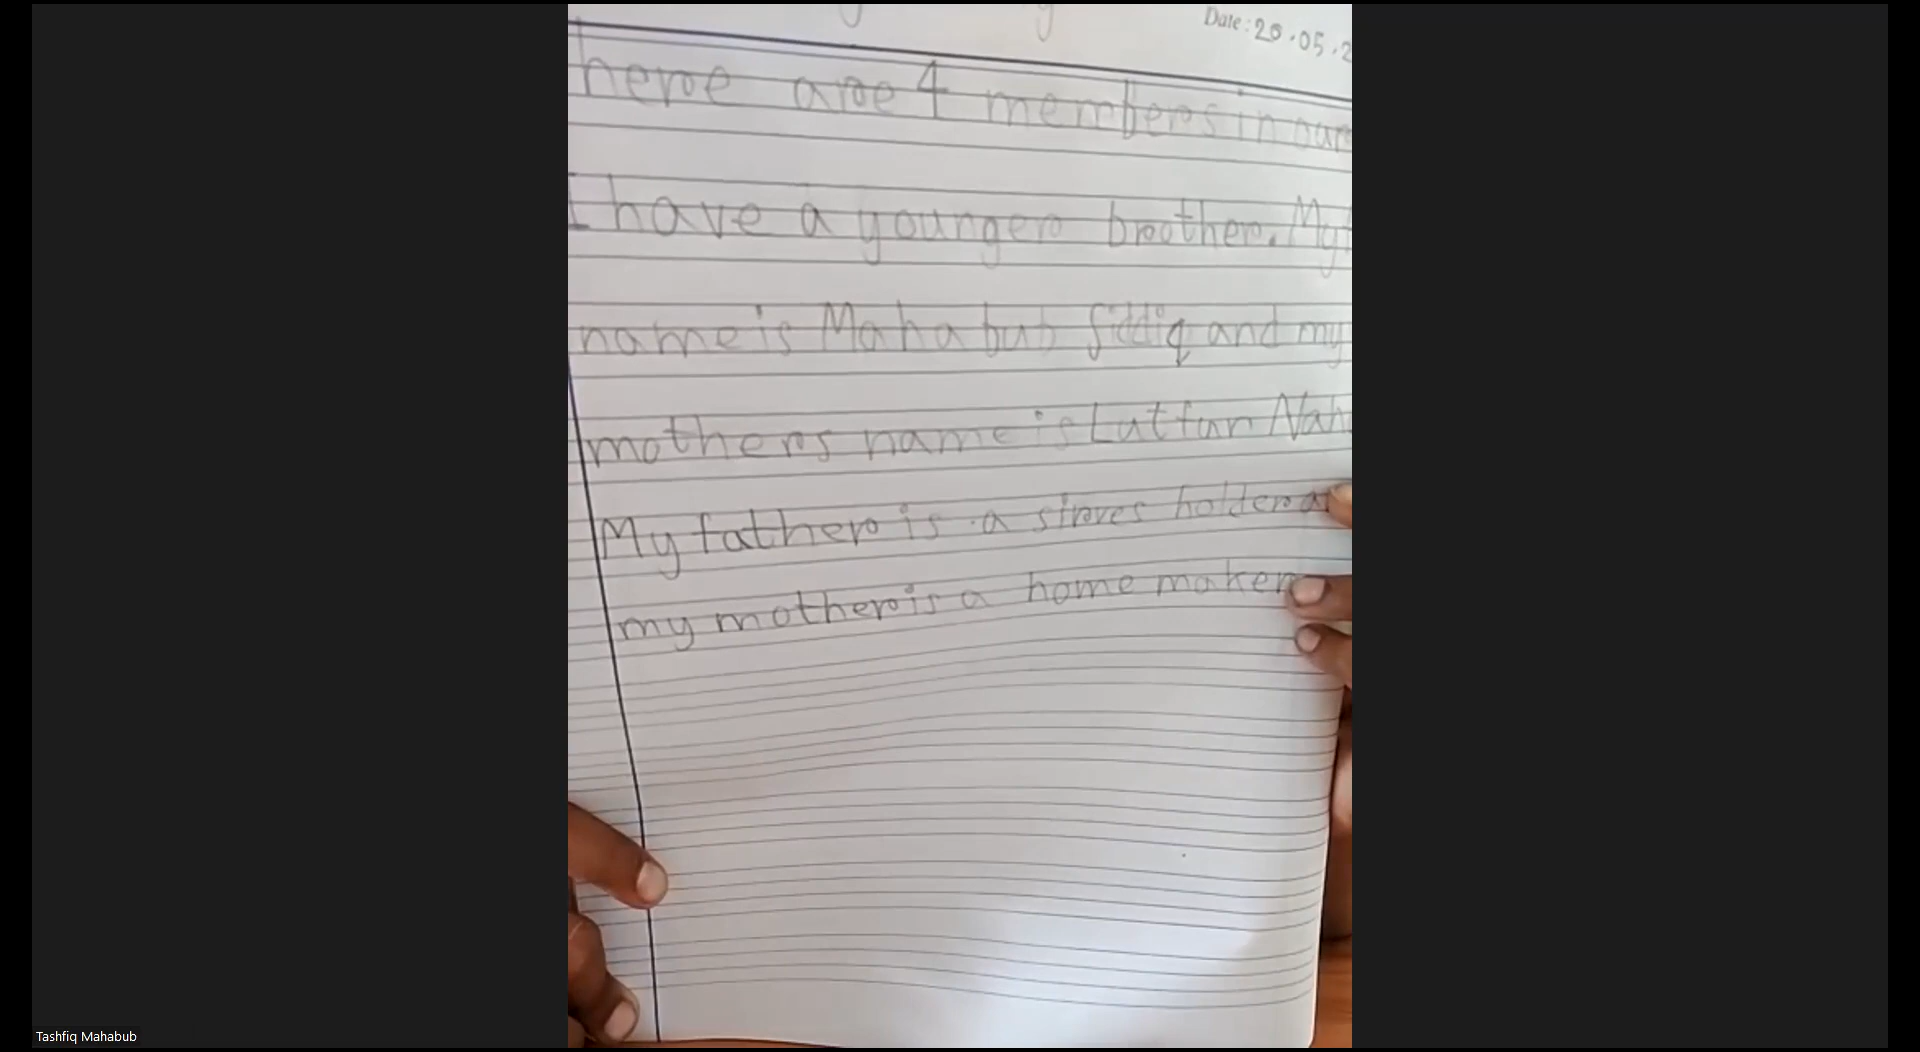 Date: 20.05.2
here are 4 members in our
I have a younger brother. My
name is Mahabub Siddiq and my
mothers name is Lutfun Nah
My father is a sirves holder a
my mother is a home maker
Tashfiq Mahabub